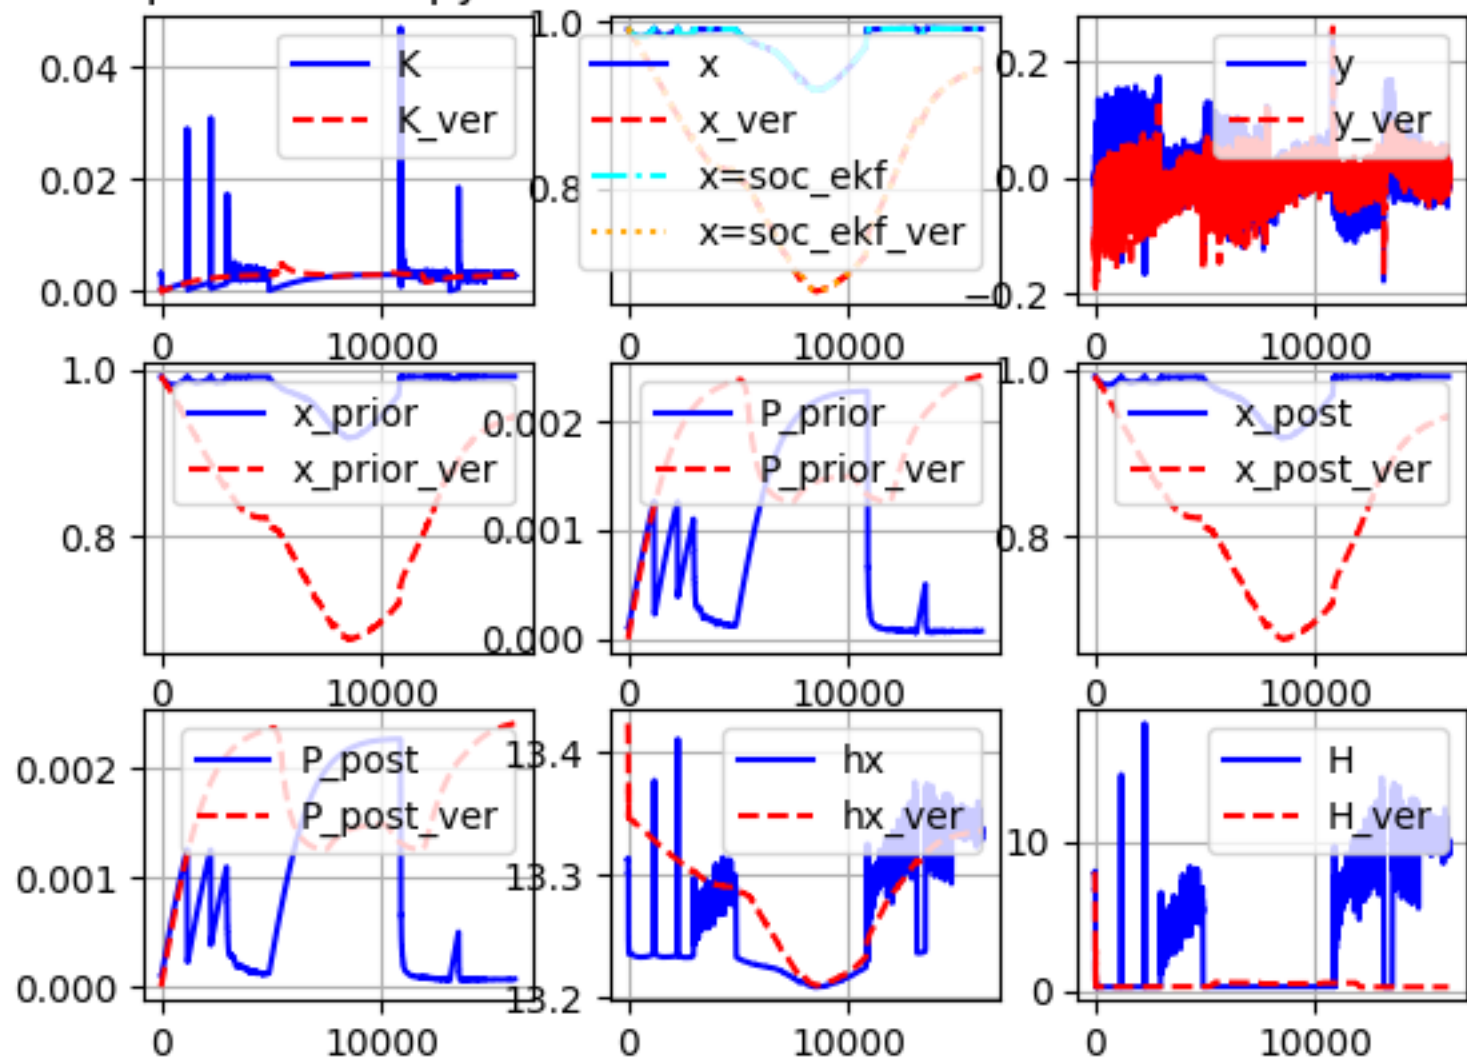 0.04
0.02
0.00
K
K_ver
0
10000
1.0
0.8
x
x_ver
x=soc_ekf
x=soc_ekf_ver
0
10000
0.2
0.0
−0.2
y
y_ver
0
10000
1.0
0.8
x_prior
x_prior_ver
0
10000
0.002
0.001
0.000
P_prior
P_prior_ver
0
10000
1.0
0.8
x_post
x_post_ver
0
10000
0.002
0.001
0.000
P_post
P_post_ver
0
10000
13.4
13.3
13.2
hx
hx_ver
0
10000
10
0
H
H_ver
0
10000